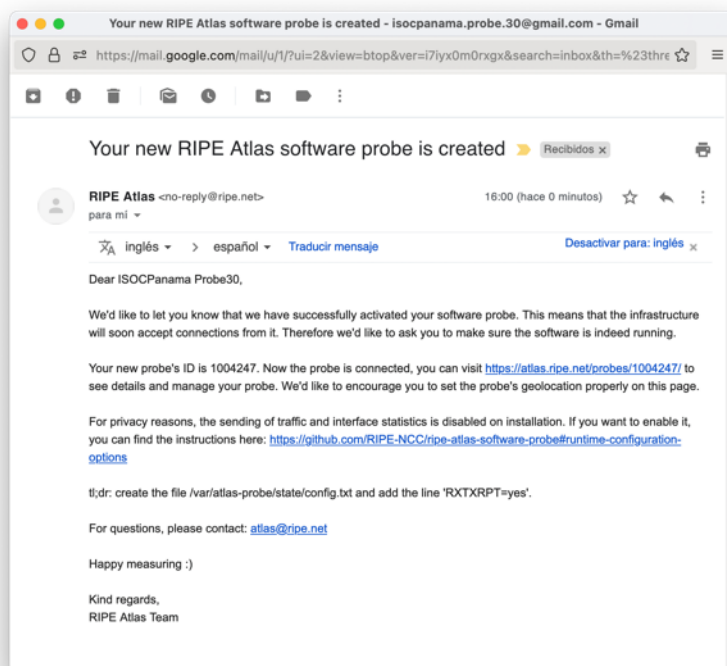 Your new RIPE Atlas software probe is created - isocpanama.probe.30@gmail.com - Gmail
https://mail.google.com/mail/u/1/?ui=2&view=btop&ver=i7iyx0m0rxgx&search=inbox&th=%23thre
Your new RIPE Atlas software probe is created Recibidos x
RIPE Atlas <no-reply@ripe.net> 16:00 (hace 0 minutos)
para mí
inglés > español Traducir mensaje Desactivar para: inglés x
Dear ISOCPanama Probe30,
We'd like to let you know that we have successfully activated your software probe. This means that the infrastructure
will soon accept connections from it. Therefore we'd like to ask you to make sure the software is indeed running.
Your new probe's ID is 1004247. Now the probe is connected, you can visit https://atlas.ripe.net/probes/1004247/ to
see details and manage your probe. We'd like to encourage you to set the probe's geolocation properly on this page.
For privacy reasons, the sending of traffic and interface statistics is disabled on installation. If you want to enable it,
you can find the instructions here: https://github.com/RIPE-NCC/ripe-atlas-software-probe#runtime-configuration-
options
tl;dr: create the file /var/atlas-probe/state/config.txt and add the line 'RXTXRPT=yes'.
For questions, please contact: atlas@ripe.net
Happy measuring :)
Kind regards,
RIPE Atlas Team